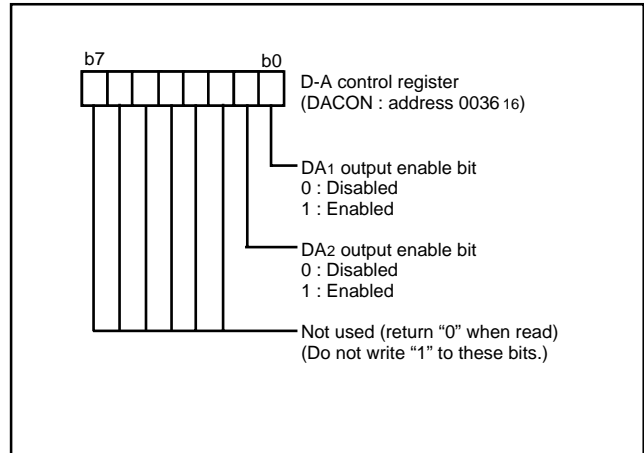 b7 b0
D-A control register
(DACON : address 0036 16)
DA1 output enable bit
0 : Disabled
1 : Enabled
DA2 output enable bit
0 : Disabled
1 : Enabled
Not used (return “0” when read)
(Do not write “1” to these bits.)